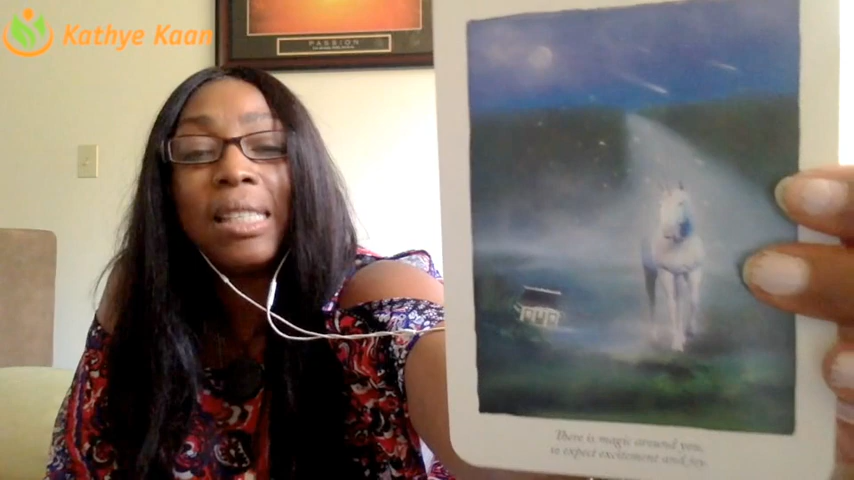 Kathye Kaan
PASSION
There is magic around you,
so expect excitement and joy.